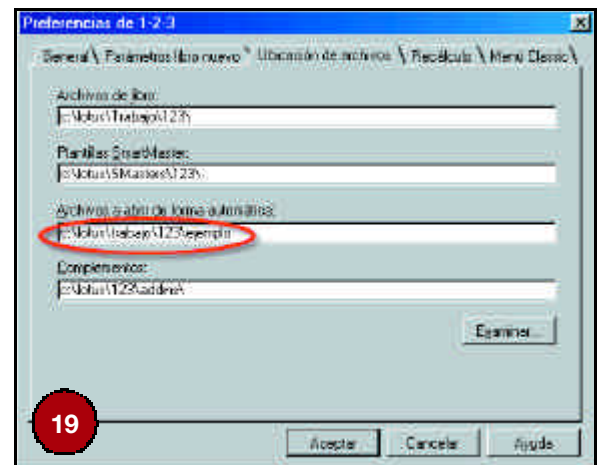 Preferencias de 1-2-3
General Parámetros libro nuevo Ubicación de archivos Recálculo Menú Classic
Archivos de libro:
c:\lotus\Trabajo\123\
Plantillas SmartMaster:
c:\lotus\SMasters\123\
Archivos a abrir de forma automática:
c:\lotus\trabajo\123\ejemplo
Complementos:
c:\lotus\123\addins\
Examinar...
19
Aceptar Cancelar Ayuda